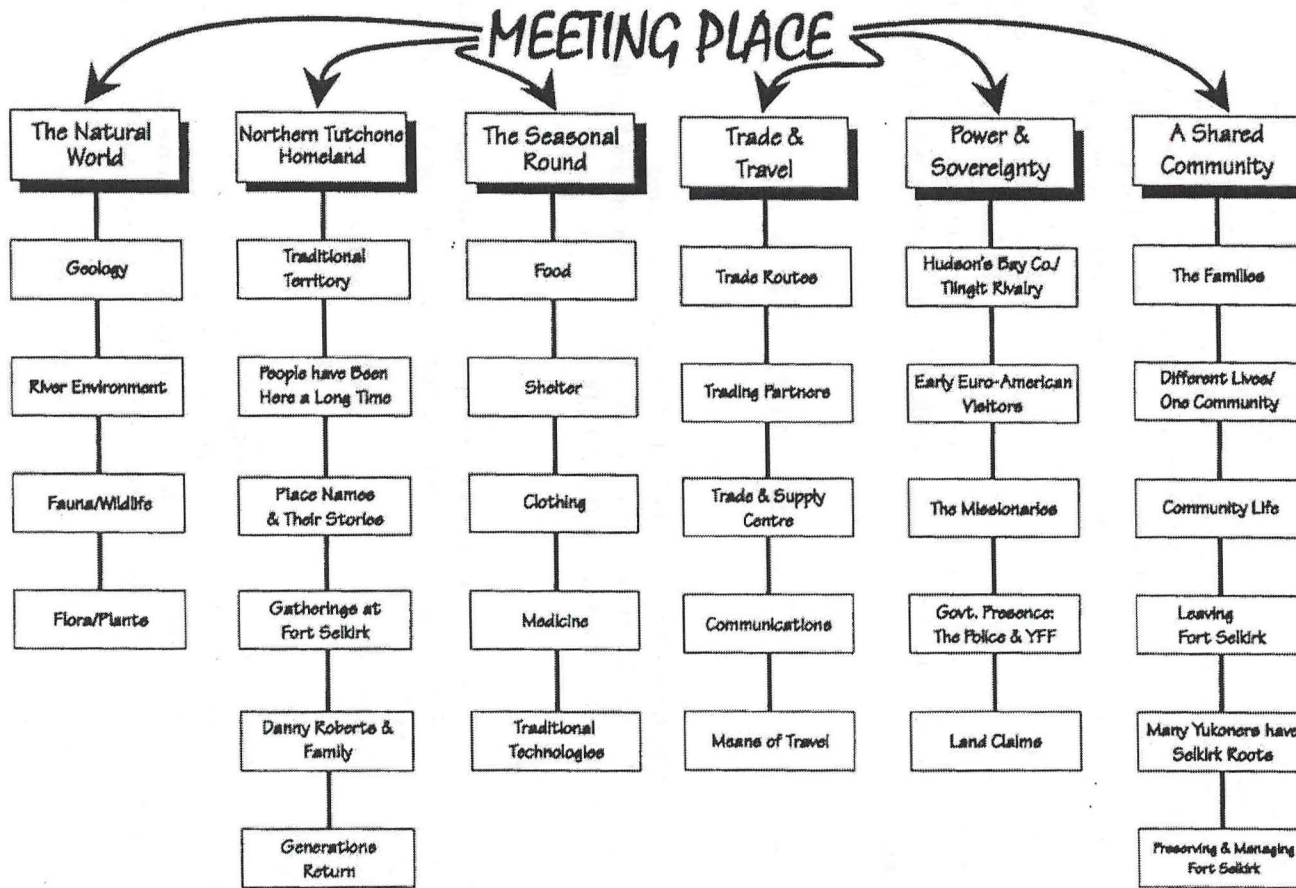 MEETING PLACE
The Natural
World
Geology
River Environment
Fauna/Wildlife
Flora/Plants
Northern Tutchone
Homeland
Traditional
Territory
People have Been
Here a Long Time
Place Names
& Their Stories
Gatherings at
Fort Selkirk
Danny Roberts &
Family
Generations
Return
The Seasonal
Round
Food
Shelter
Clothing
Medicine
Traditional
Technologies
Trade &
Travel
Trade Routes
Trading Partners
Trade & Supply
Centre
Communications
Means of Travel
Power &
Sovereignty
Hudson's Bay Co./
Tlingit Rivalry
Early Euro-American
Visitors
The Missionaries
Govt. Presence:
The Police & YFF
Land Claims
A Shared
Community
The Families
Different Lives/
One Community
Community Life
Leaving
Fort Selkirk
Many Yukoners have
Selkirk Roots
Preserving & Managing
Fort Selkirk